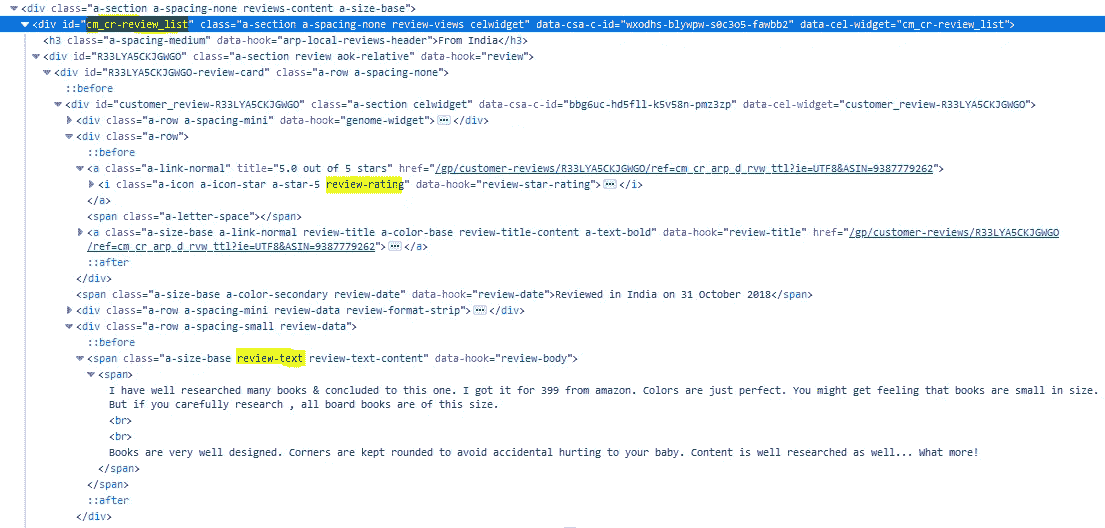 <div class="a-section a-spacing-none reviews-content a-size-base">
<div id="cm_cr-review_list" class="a-section a-spacing-none review-views celwidget" data-csa-c-id="wxodhs-blywpw-s0c3o5-fawbb2" data-cel-widget="cm_cr-review_list">
<h3 class="a-spacing-medium" data-hook="arp-local-reviews-header">From India</h3>
<div id="R33LYA5CKJGWGO" class="a-section review aok-relative" data-hook="review">
<div id="R33LYA5CKJGWGO-review-card" class="a-row a-spacing-none">
::before
<div id="customer_review-R33LYA5CKJGWGO" class="a-section celwidget" data-csa-c-id="bbg6uc-hd5fll-k5v58n-pmz3zp" data-cel-widget="customer_review-R33LYA5CKJGWGO">
<div class="a-row a-spacing-mini" data-hook="genome-widget">⋯</div>
<div class="a-row">
::before
<a class="a-link-normal" title="5.0 out of 5 stars" href="/gp/customer-reviews/R33LYA5CKJGWGO/ref=cm_cr_arp_d_rvw_ttl?ie=UTF8&ASIN=9387779262">
<i class="a-icon a-icon-star a-star-5 review-rating" data-hook="review-star-rating">⋯</i>
</a>
<span class="a-letter-space"></span>
<a class="a-size-base a-link-normal review-title a-color-base review-title-content a-text-bold" data-hook="review-title" href="/gp/customer-reviews/R33LYA5CKJGWGO
/ref=cm_cr_arp_d_rvw_ttl?ie=UTF8&ASIN=9387779262">⋯</a>
::after
</div>
<span class="a-size-base a-color-secondary review-date" data-hook="review-date">Reviewed in India on 31 October 2018</span>
<div class="a-row a-spacing-mini review-data review-format-strip">⋯</div>
<div class="a-row a-spacing-small review-data">
::before
<span class="a-size-base review-text review-text-content" data-hook="review-body">
<span>
I have well researched many books & concluded to this one. I got it for 399 from amazon. Colors are just perfect. You might get feeling that books are small in size.
But if you carefully research , all board books are of this size.
<br>
<br>
Books are very well designed. Corners are kept rounded to avoid accidental hurting to your baby. Content is well researched as well... What more!
</span>
</span>
::after
</div>